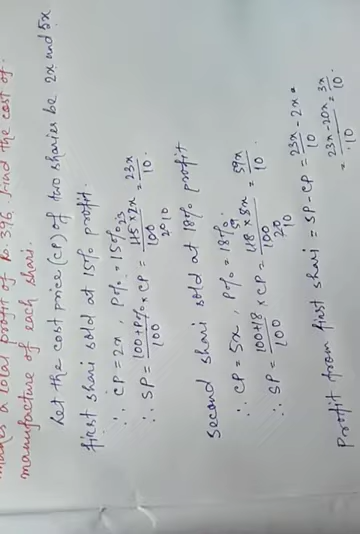 makes a total profit of Rs. 396, find the cost of
manufacture of each shari.
Let the cost price (CP) of two sharies be 2x and 5x
first shari sold at 15% profit.
∴ CP = 2x, P% = 15%
∴ SP = 100+P%/100 × CP = 115×2x/100 = 23x/10.
Second shari sold at 18% profit
∴ CP = 5x, P% = 18%
∴ SP = 100+18/100 × CP = 118×5x/100 = 59x/10.
Profit from first shari = SP - CP = 23x/10 - 2x
= 23x-20x/10 = 3x/10.